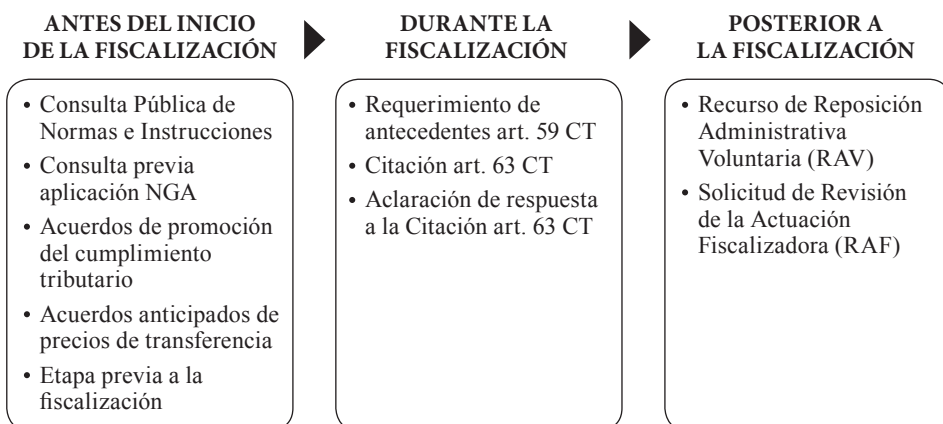 ANTES DEL INICIO
DE LA FISCALIZACIÓN
• Consulta Pública de
Normas e Instrucciones
• Consulta previa
aplicación NGA
• Acuerdos de promoción
del cumplimiento
tributario
• Acuerdos anticipados de
precios de transferencia
• Etapa previa a la
fiscalización
DURANTE LA
FISCALIZACIÓN
• Requerimiento de
antecedentes art. 59 CT
• Citación art. 63 CT
• Aclaración de respuesta
a la Citación art. 63 CT
POSTERIOR A
LA FISCALIZACIÓN
• Recurso de Reposición
Administrativa
Voluntaria (RAV)
• Solicitud de Revisión
de la Actuación
Fiscalizadora (RAF)